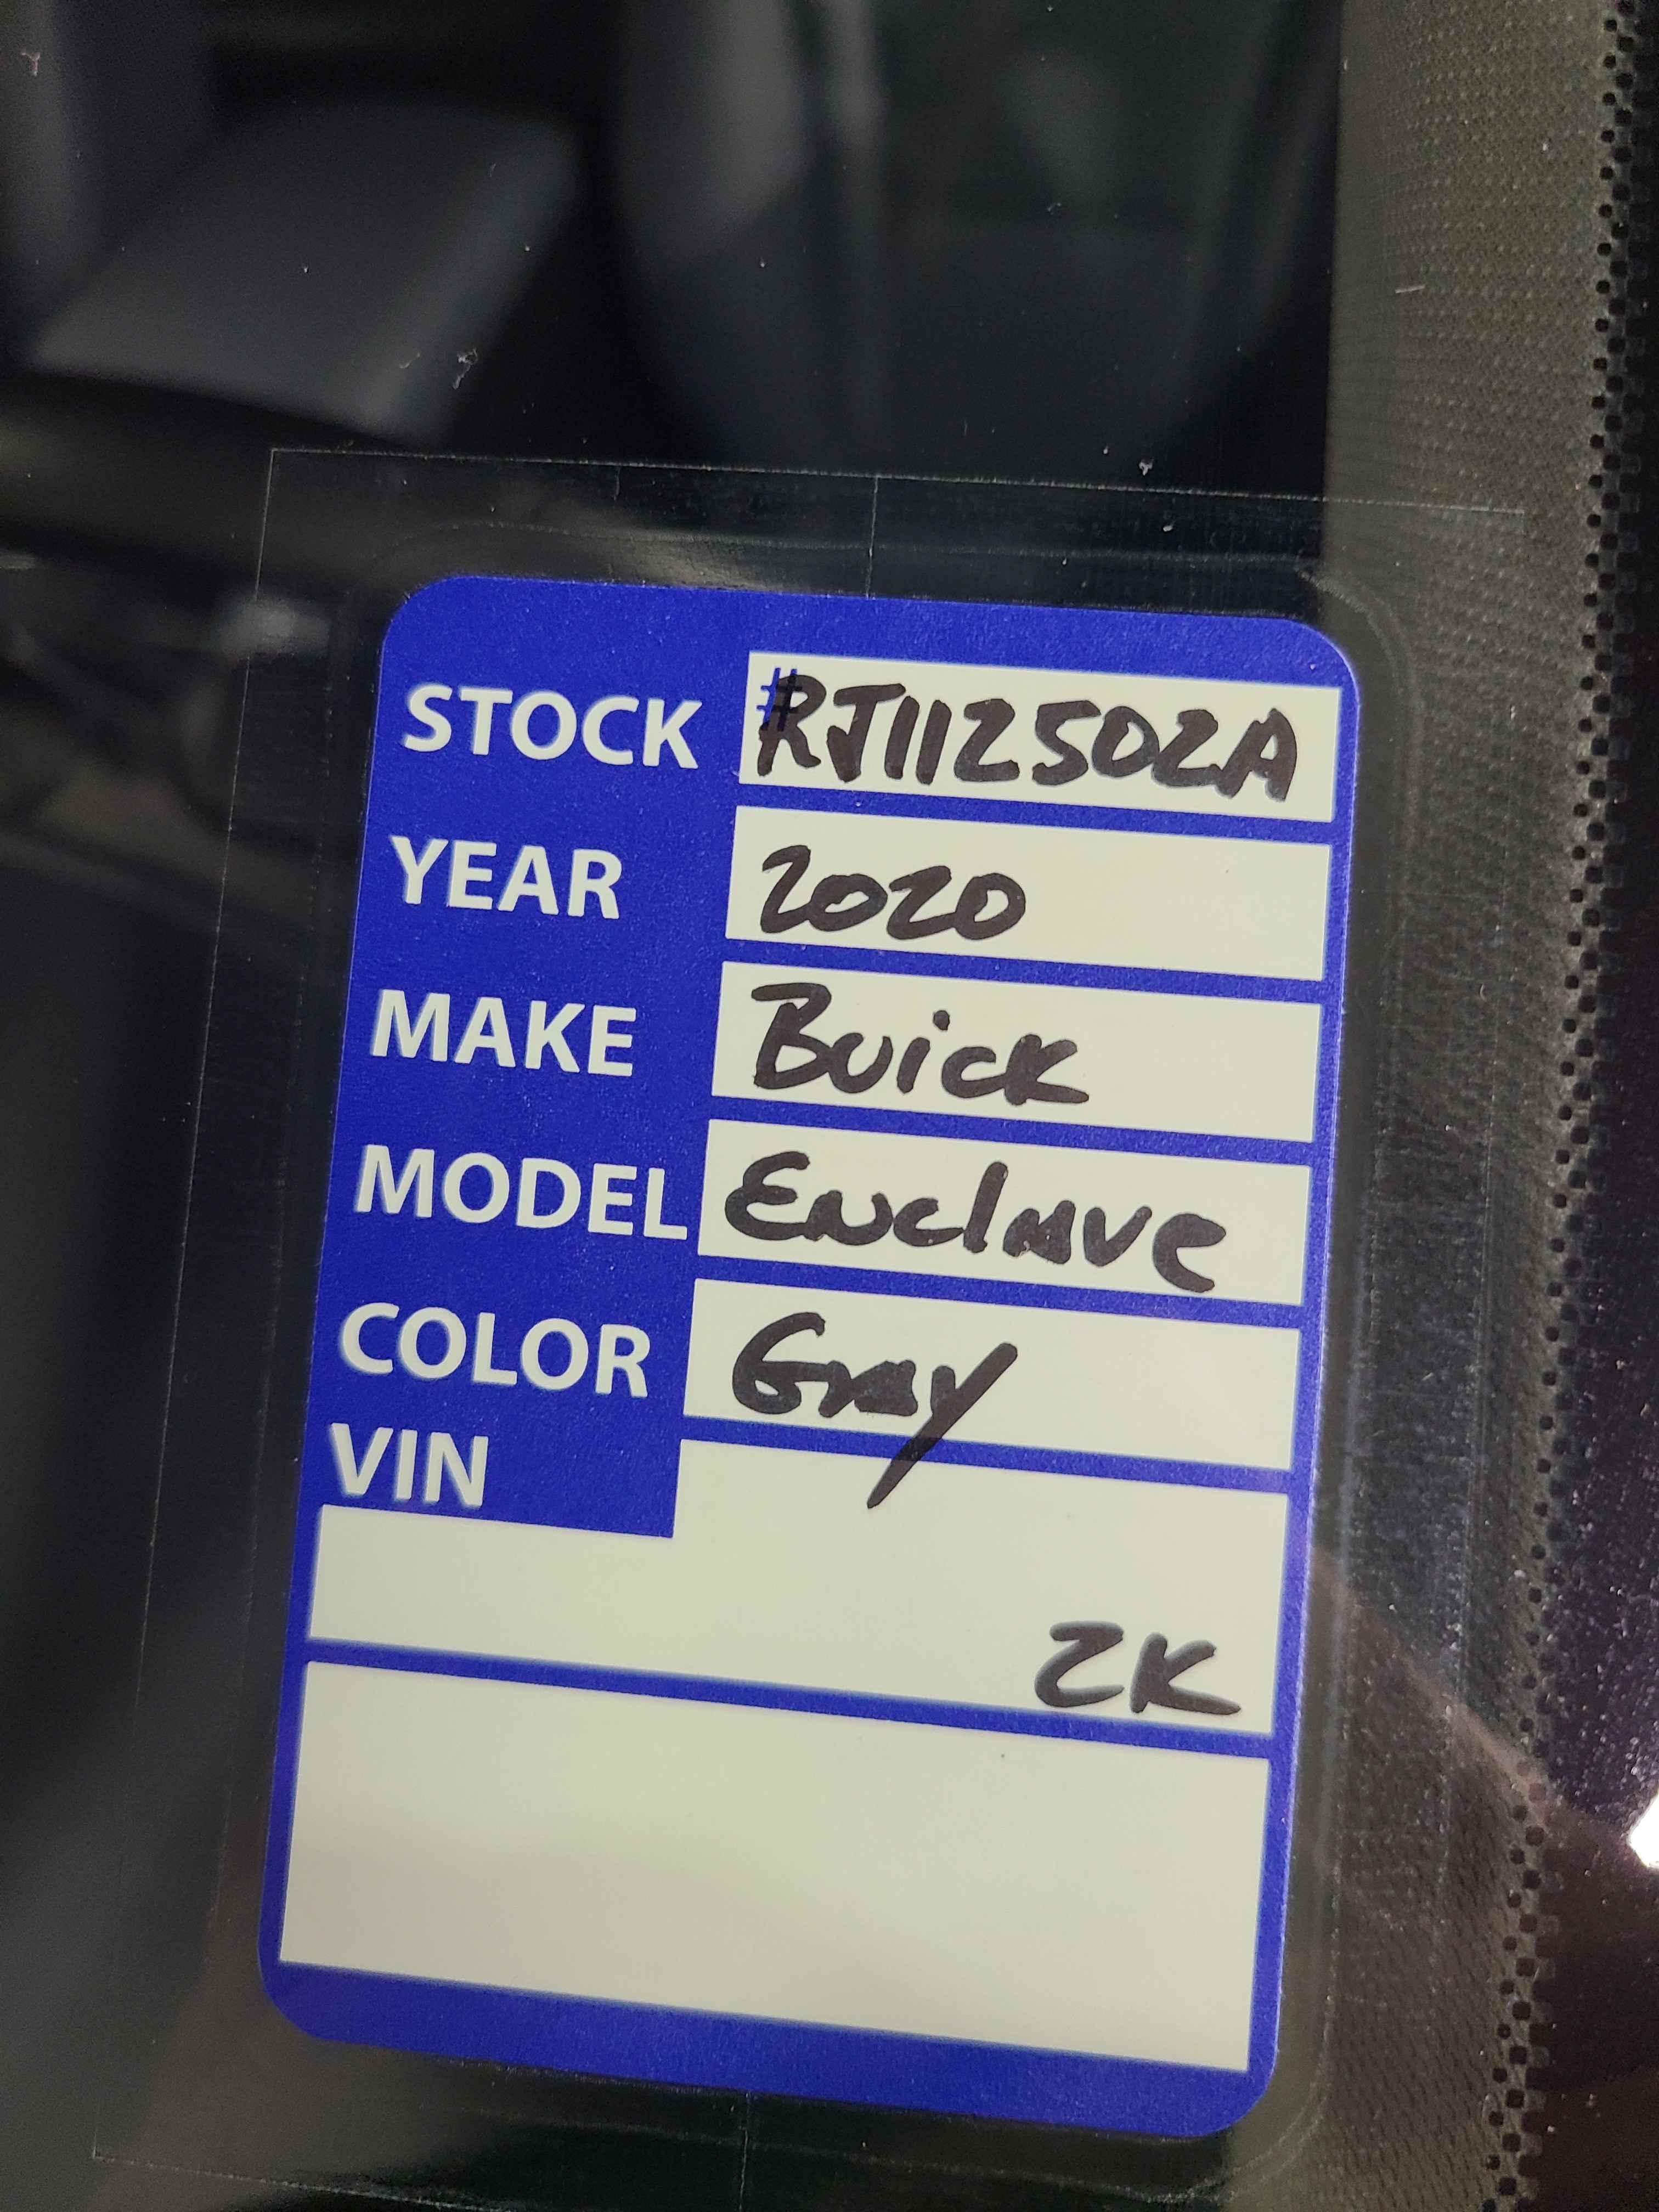 STOCK #RJ112502A
YEAR 2020
MAKE Buick
MODEL Enclave
COLOR Gray
VIN
2K